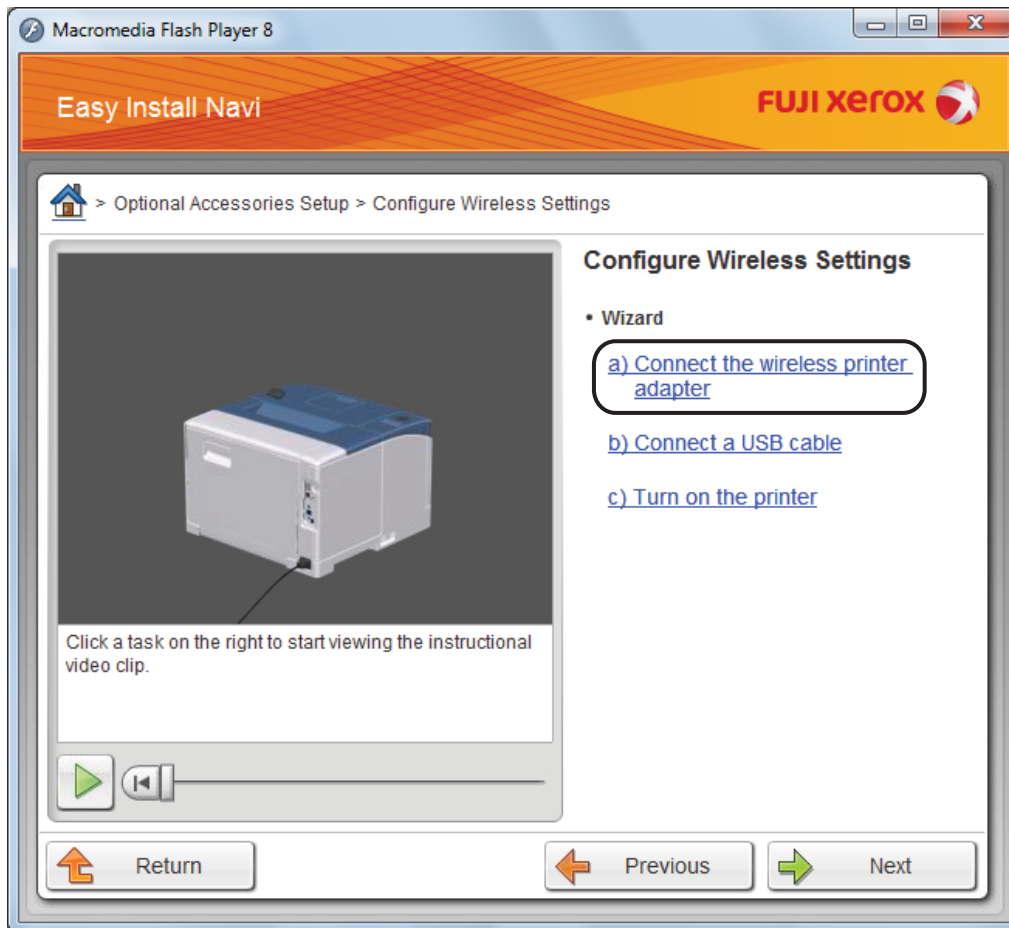 Macromedia Flash Player 8
Easy Install Navi
FUJI xerox
> Optional Accessories Setup > Configure Wireless Settings
Click a task on the right to start viewing the instructional
video clip.
Configure Wireless Settings
• Wizard
a) Connect the wireless printer
adapter
b) Connect a USB cable
c) Turn on the printer
Return
Previous
Next